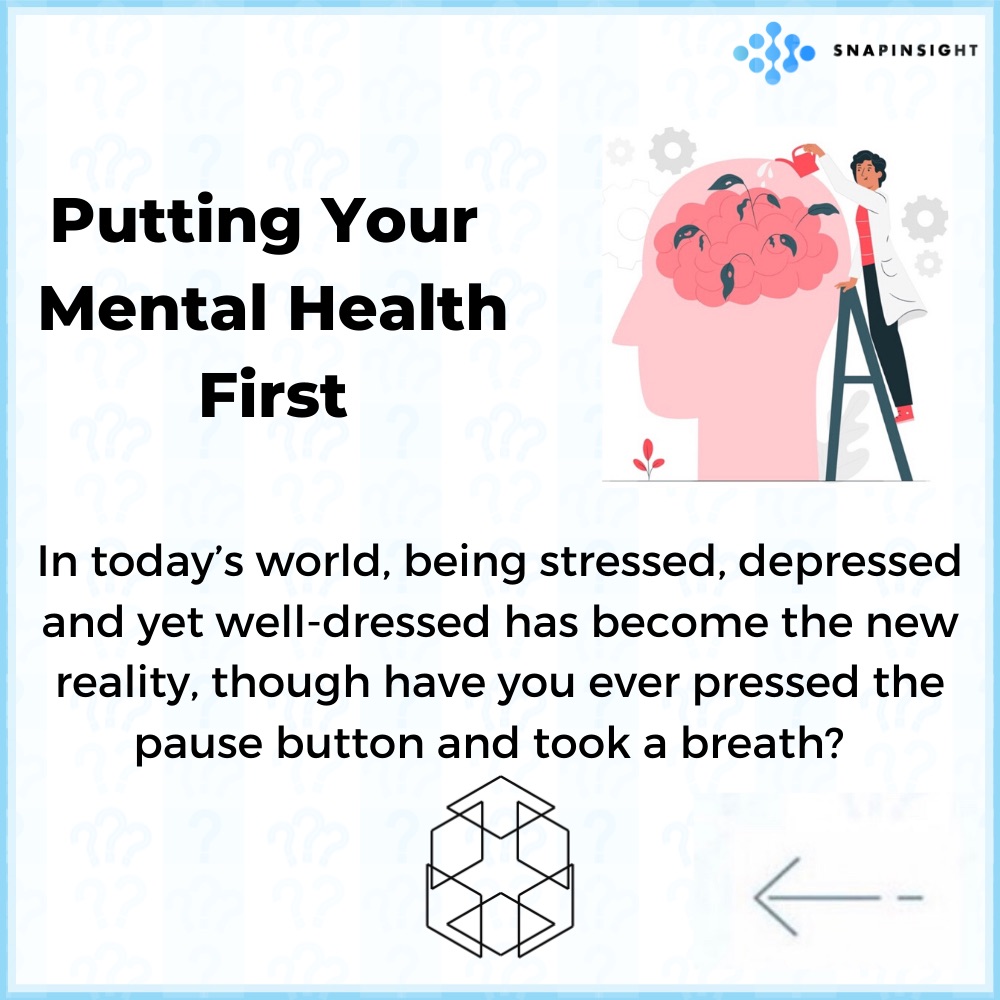 SNAPINSIGHT
Putting Your
Mental Health
First
In today’s world, being stressed, depressed
and yet well-dressed has become the new
reality, though have you ever pressed the
pause button and took a breath?